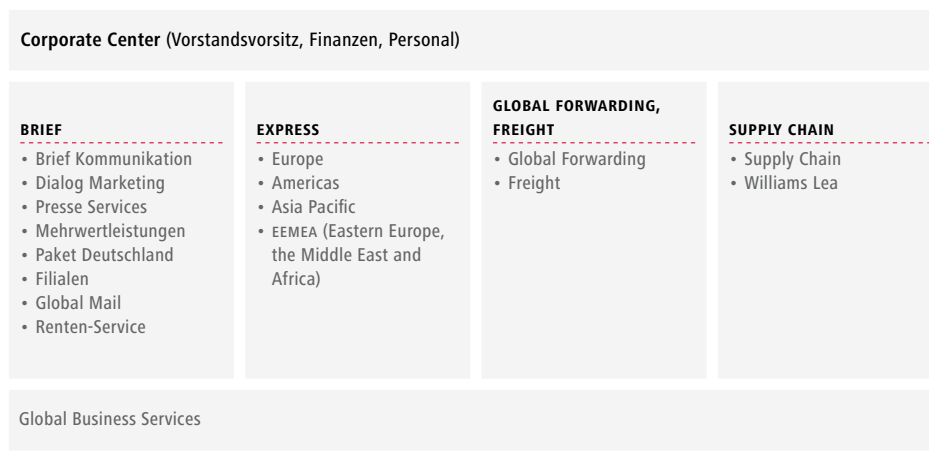 Corporate Center (Vorstandsvorsitz, Finanzen, Personal)
BRIEF
• Brief Kommunikation
• Dialog Marketing
• Presse Services
• Mehrwertleistungen
• Paket Deutschland
• Filialen
• Global Mail
• Renten-Service
EXPRESS
• Europe
• Americas
• Asia Pacific
• EEMEA (Eastern Europe,
the Middle East and
Africa)
GLOBAL FORWARDING,
FREIGHT
• Global Forwarding
• Freight
SUPPLY CHAIN
• Supply Chain
• Williams Lea
Global Business Services